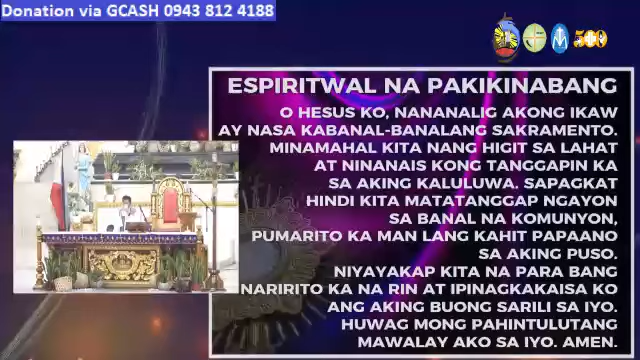 Donation via GCASH 0943 812 4188
500
ESPIRITWAL NA PAKIKINABANG
O HESUS KO, NANANALIG AKONG IKAW
AY NASA KABANAL-BANALANG SAKRAMENTO.
MINAMAHAL KITA NANG HIGIT SA LAHAT
AT NINANAIS KONG TANGGAPIN KA
SA AKING KALULUWA. SAPAGKAT
HINDI KITA MATATANGGAP NGAYON
SA BANAL NA KOMUNYON,
PUMARITO KA MAN LANG KAHIT PAPAANO
SA AKING PUSO.
NIYAYAKAP KITA NA PARA BANG
NARIRITO KA NA RIN AT IPINAGKAKAISA KO
ANG AKING BUONG SARILI SA IYO.
HUWAG MONG PAHINTULUTANG
MAWALAY AKO SA IYO. AMEN.